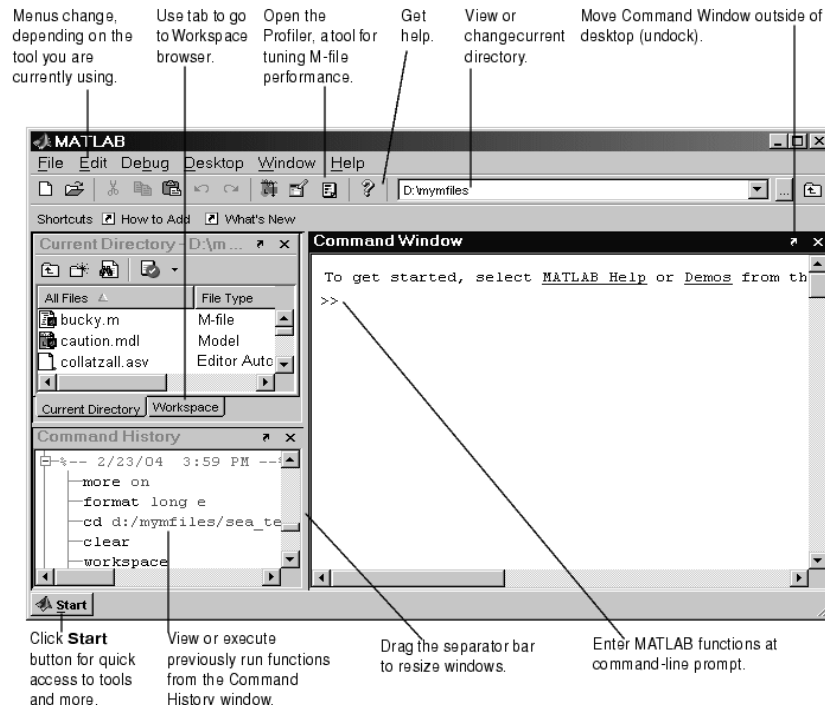 Menus change,
depending on the
tool you are
currently using.
Use tab to go
to Workspace
browser.
Open the
Profiler, a tool for
tuning M-file
performance.
Get
help.
View or
changecurrent
directory.
Move Command Window outside of
desktop (undock).
MATLAB
File Edit Debug Desktop Window Help
D:\mymfiles
Shortcuts How to Add What's New
Current Directory - D:\m...
All Files File Type
bucky.m M-file
caution.mdl Model
collatzall.asv Editor Auto
Current Directory Workspace
Command History
%-- 2/23/04 3:59 PM --%
more on
format long e
cd d:/mymfiles/sea_te
clear
workspace
Command Window
To get started, select MATLAB Help or Demos from th
>>
Start
Click Start
button for quick
access to tools
and more.
View or execute
previously run functions
from the Command
History window.
Drag the separator bar
to resize windows.
Enter MATLAB functions at
command-line prompt.